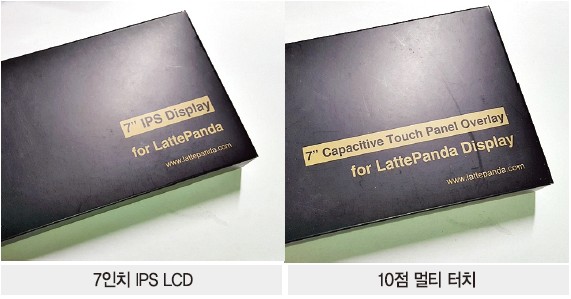 7" IPS Display
for LattePanda
www.lattepanda.com
7" Capacitive Touch Panel Overlay
for LattePanda Display
www.lattepanda.com
7인치 IPS LCD
10점 멀티 터치